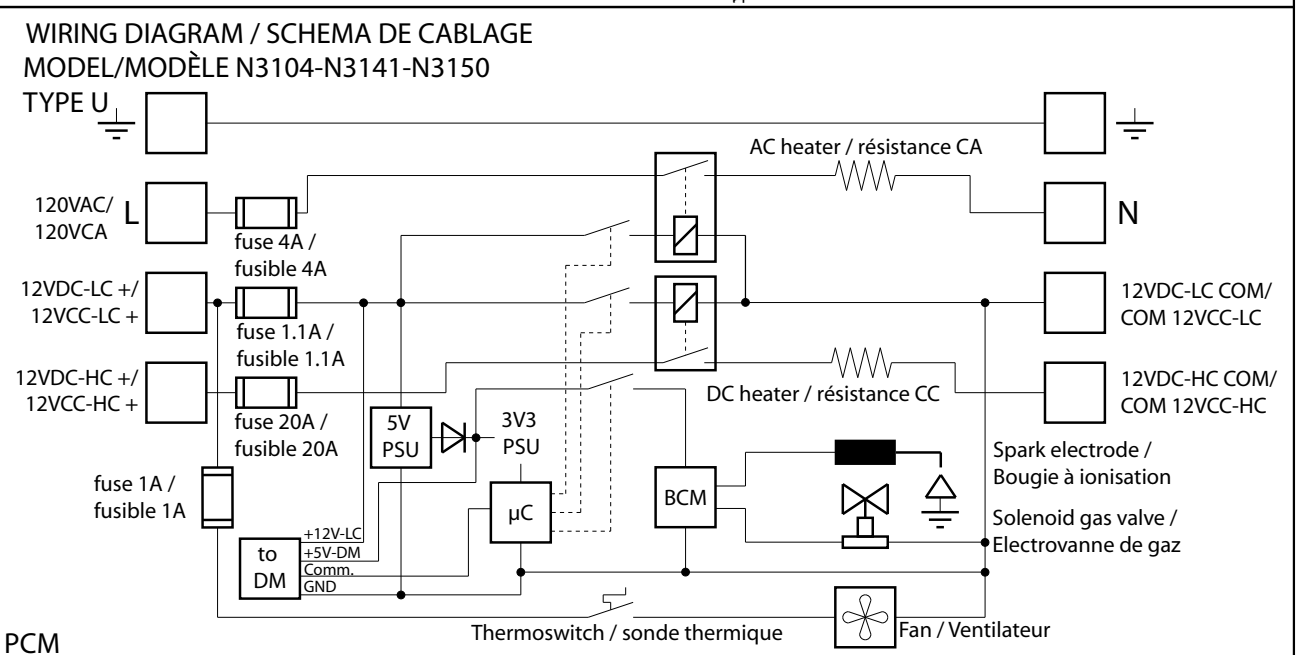 WIRING DIAGRAM / SCHEMA DE CABLAGE
MODEL/MODÈLE N3104-N3141-N3150
TYPE U
AC heater / résistance CA
120VAC/
120VCA
L
N
fuse 4A /
fusible 4A
12VDC-LC +/
12VCC-LC +
12VDC-LC COM/
COM 12VCC-LC
fuse 1.1A /
fusible 1.1A
12VDC-HC +/
12VCC-HC +
12VDC-HC COM/
COM 12VCC-HC
DC heater / résistance CC
fuse 20A /
fusible 20A
5V
PSU
3V3
PSU
fuse 1A /
fusible 1A
µC
BCM
Spark electrode /
Bougie à ionisation
Solenoid gas valve /
Electrovanne de gaz
to
DM
+12V-LC
+5V-DM
Comm.
GND
Thermoswitch / sonde thermique
Fan / Ventilateur
PCM